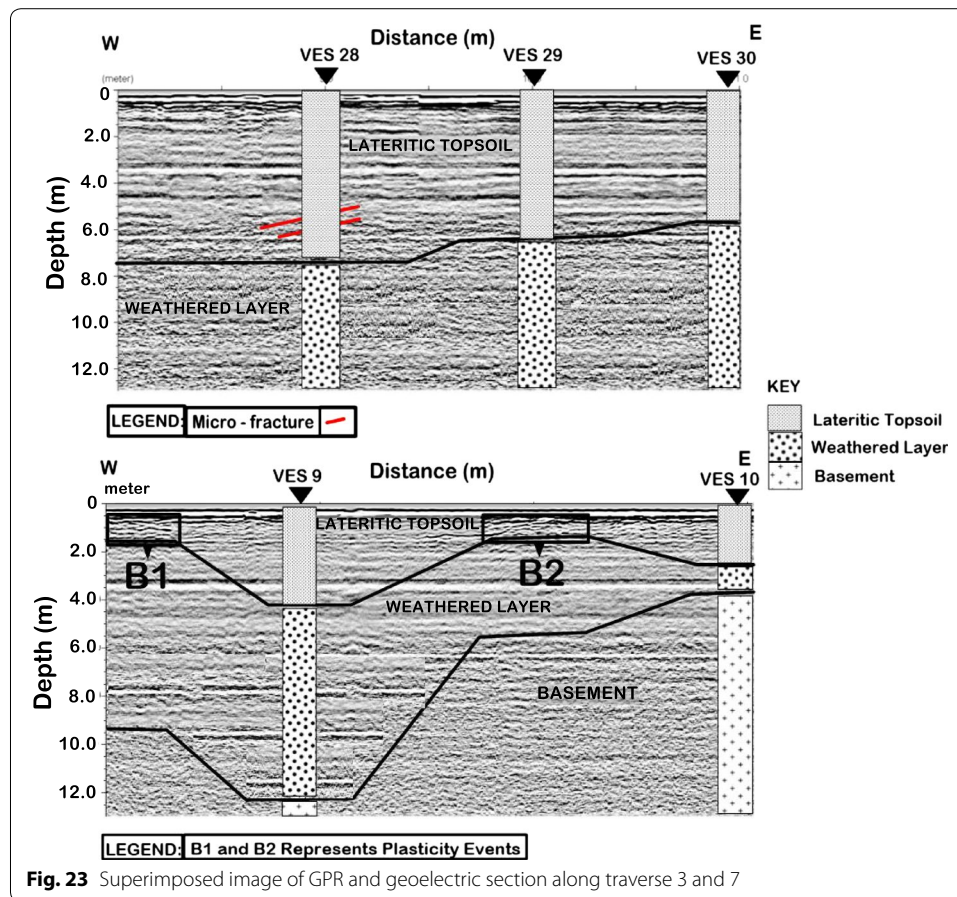 W Distance (m) E
VES 28 VES 29 VES 30
(meter)
0
2.0
4.0
6.0
8.0
10.0
12.0
Depth (m)
LATERITIC TOPSOIL
WEATHERED LAYER
LEGEND: Micro - fracture
KEY
Lateritic Topsoil
Weathered Layer
Basement
W Distance (m) E
meter VES 9 VES 10
0
2.0
4.0
6.0
8.0
10.0
12.0
Depth (m)
LATERITIC TOPSOIL
B1 B2
WEATHERED LAYER
BASEMENT
LEGEND: B1 and B2 Represents Plasticity Events
Fig. 23 Superimposed image of GPR and geoelectric section along traverse 3 and 7